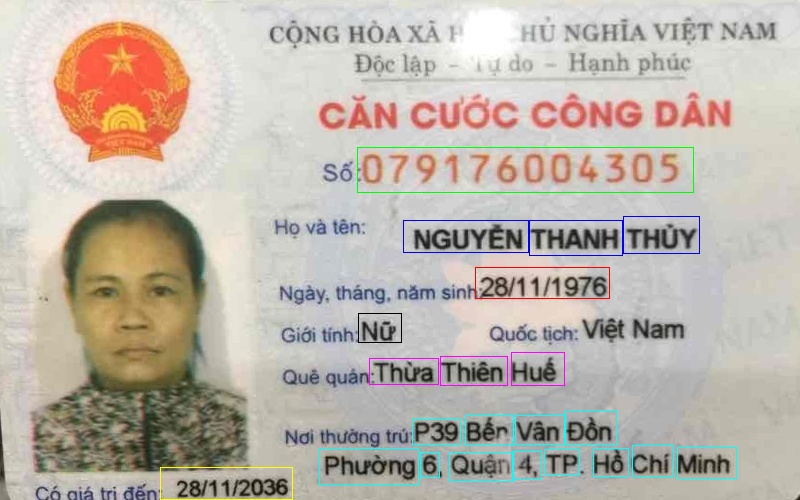 CỘNG HÒA XÃ HỦ NGHĨA VIỆT NAM
Độc lập - Tự do - Hạnh phúc
CĂN CƯỚC CÔNG DÂN
Số: 079176004305
Họ và tên: NGUYỄN THANH THỦY
Ngày, tháng, năm sinh: 28/11/1976
Giới tính: Nữ Quốc tịch: Việt Nam
Quê quán: Thừa Thiên Huế
Nơi thường trú: P39 Bến Vân Đồn
Phường 6, Quận 4, TP. Hồ Chí Minh
Có giá trị đến: 28/11/2036